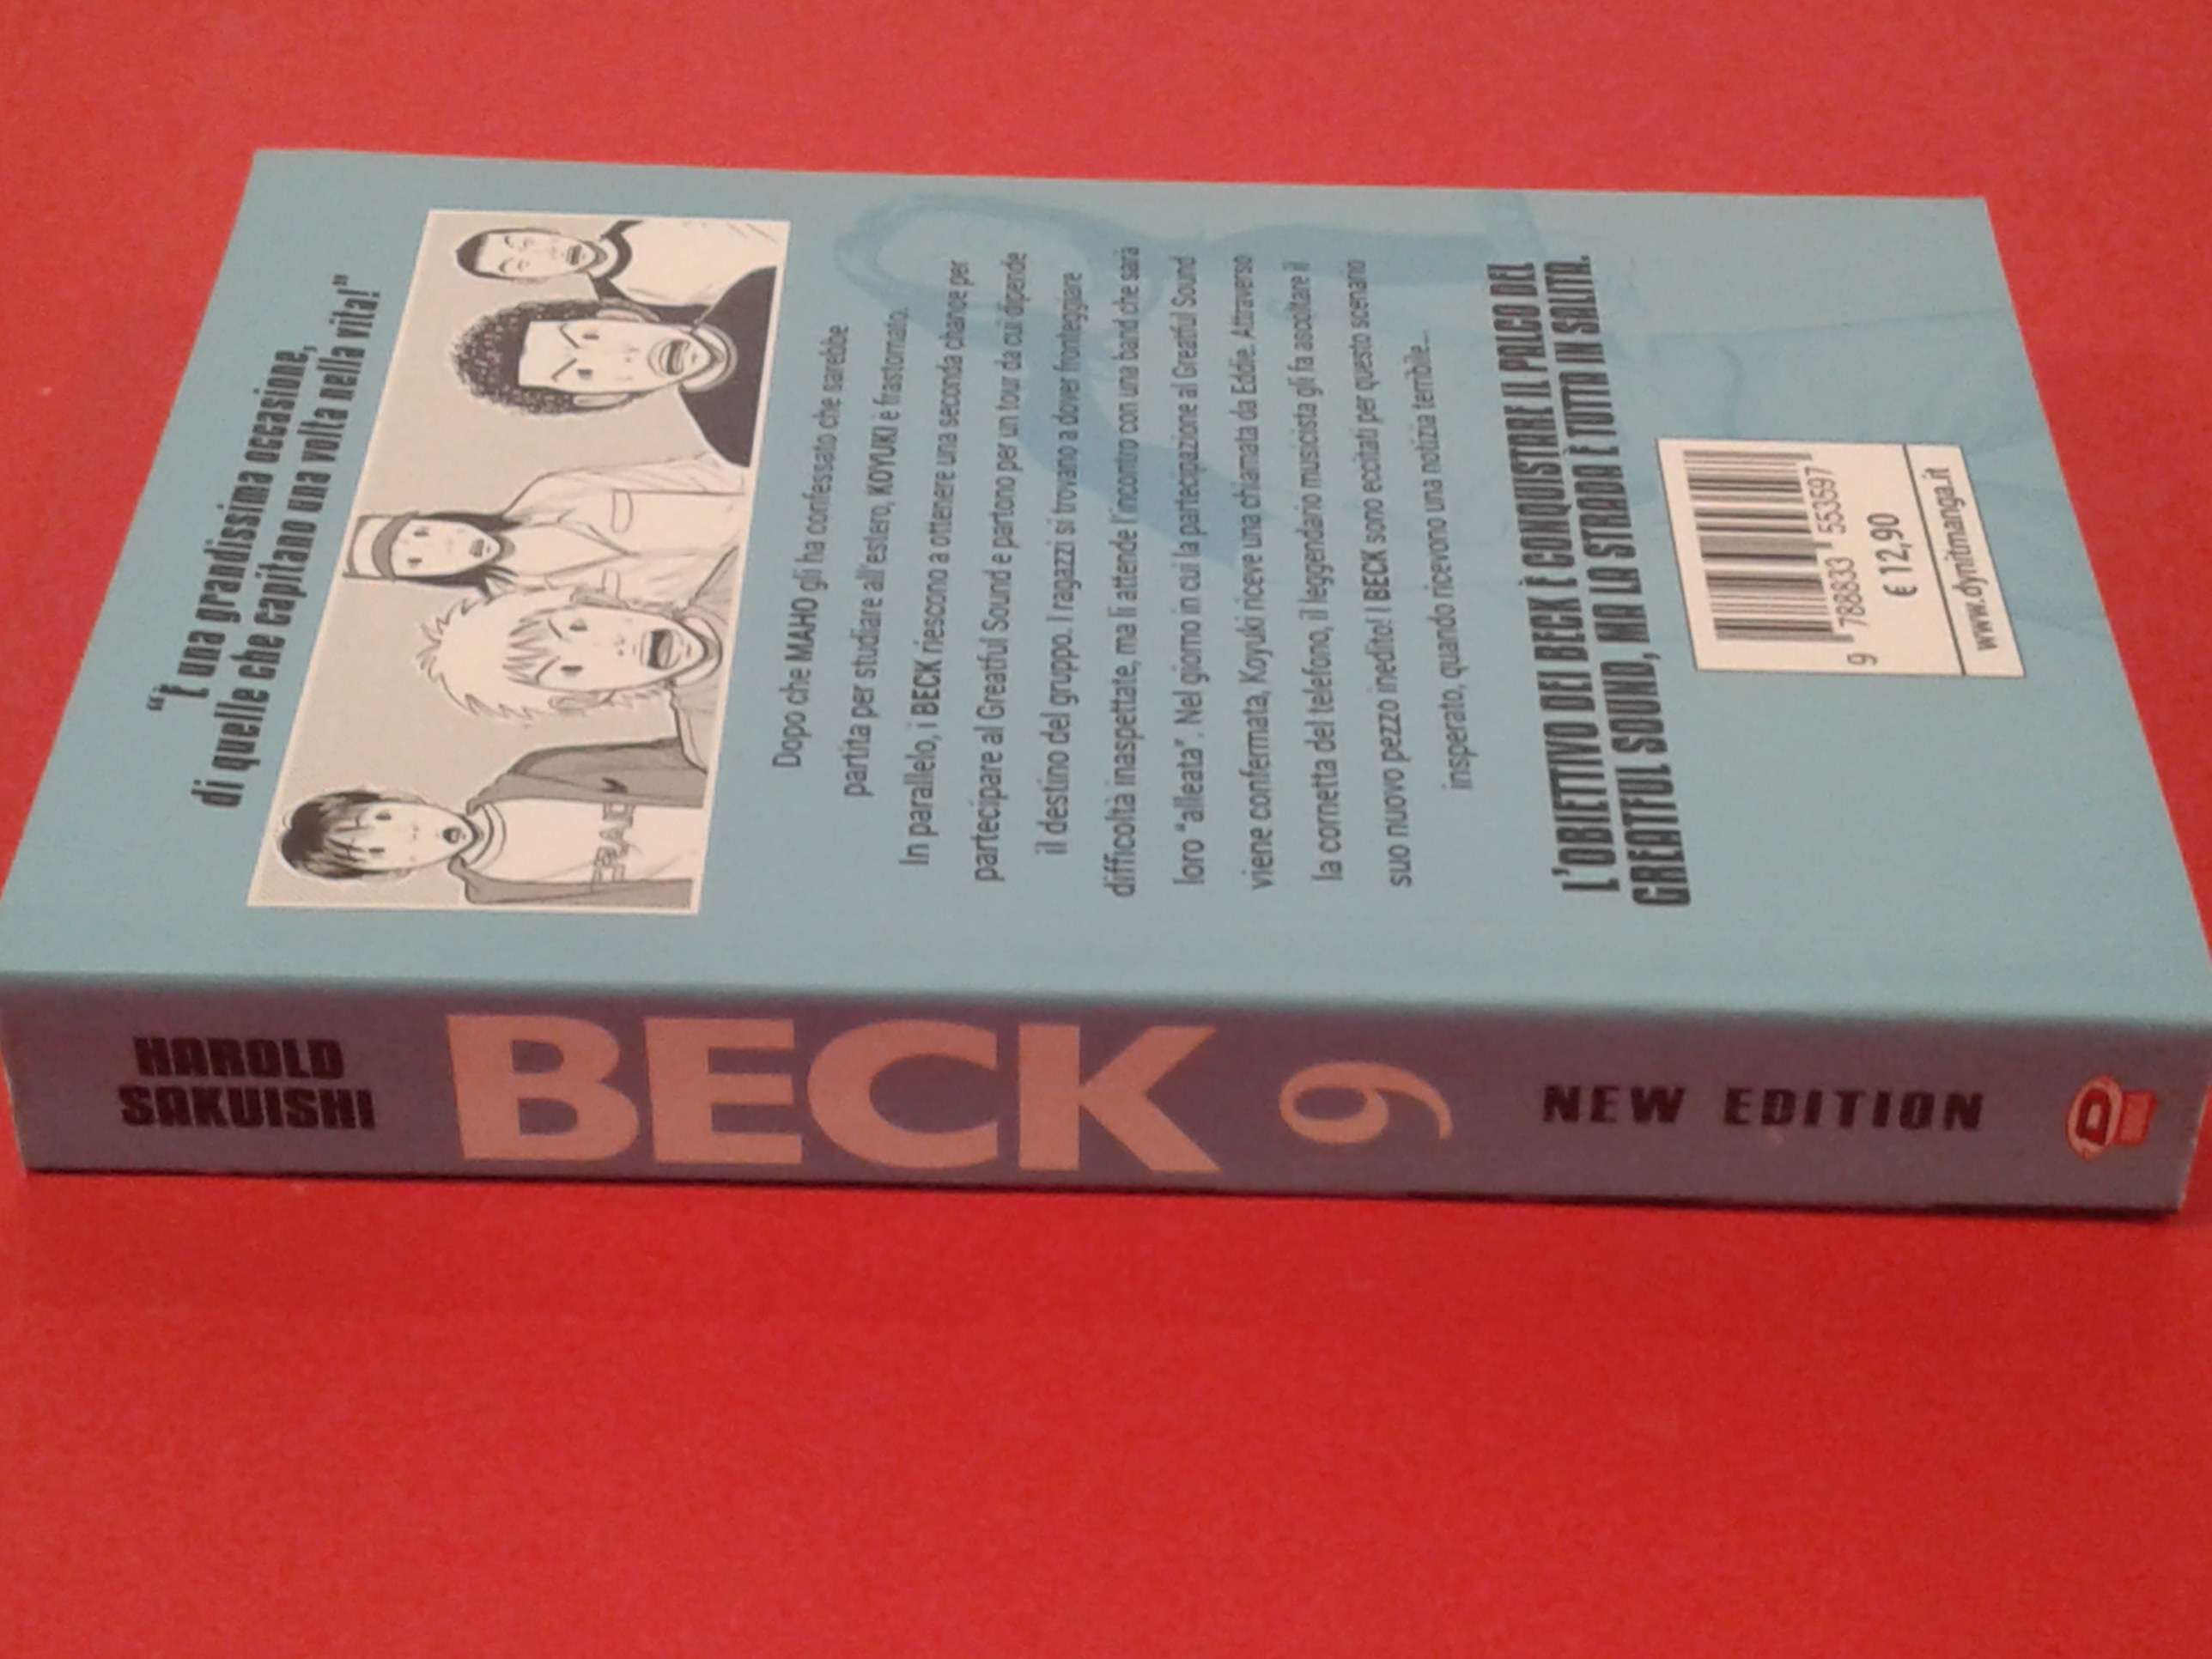 "È una grandissima occasione,
di quelle che capitano una volta nella vita!"
Dopo che MAHO gli ha confessato che sarebbe
partita per studiare all'estero, KOYUKI è frastornato.
In parallelo, i BECK riescono a ottenere una seconda chance per
partecipare al Greatful Sound e partono per un tour da cui dipende
il destino del gruppo. I ragazzi si trovano a dover fronteggiare
difficoltà inaspettate, ma li attende l'incontro con una band che sarà
loro "alleata". Nel giorno in cui la partecipazione al Greatful Sound
viene confermata, Koyuki riceve una chiamata da Eddie. Attraverso
la cornetta del telefono, il leggendario musicista gli fa ascoltare il
suo nuovo pezzo inedito! I BECK sono eccitati per questo scenario
insperato, quando ricevono una notizia terribile...
L'OBIETTIVO DEI BECK È CONQUISTARE IL PALCO DEL
GREATFUL SOUND, MA LA STRADA È TUTTA IN SALITA.
9 788833 553597
€ 12,90
www.dynitmanga.it
HAROLD
SAKUISHI
BECK
9
NEW EDITION
D